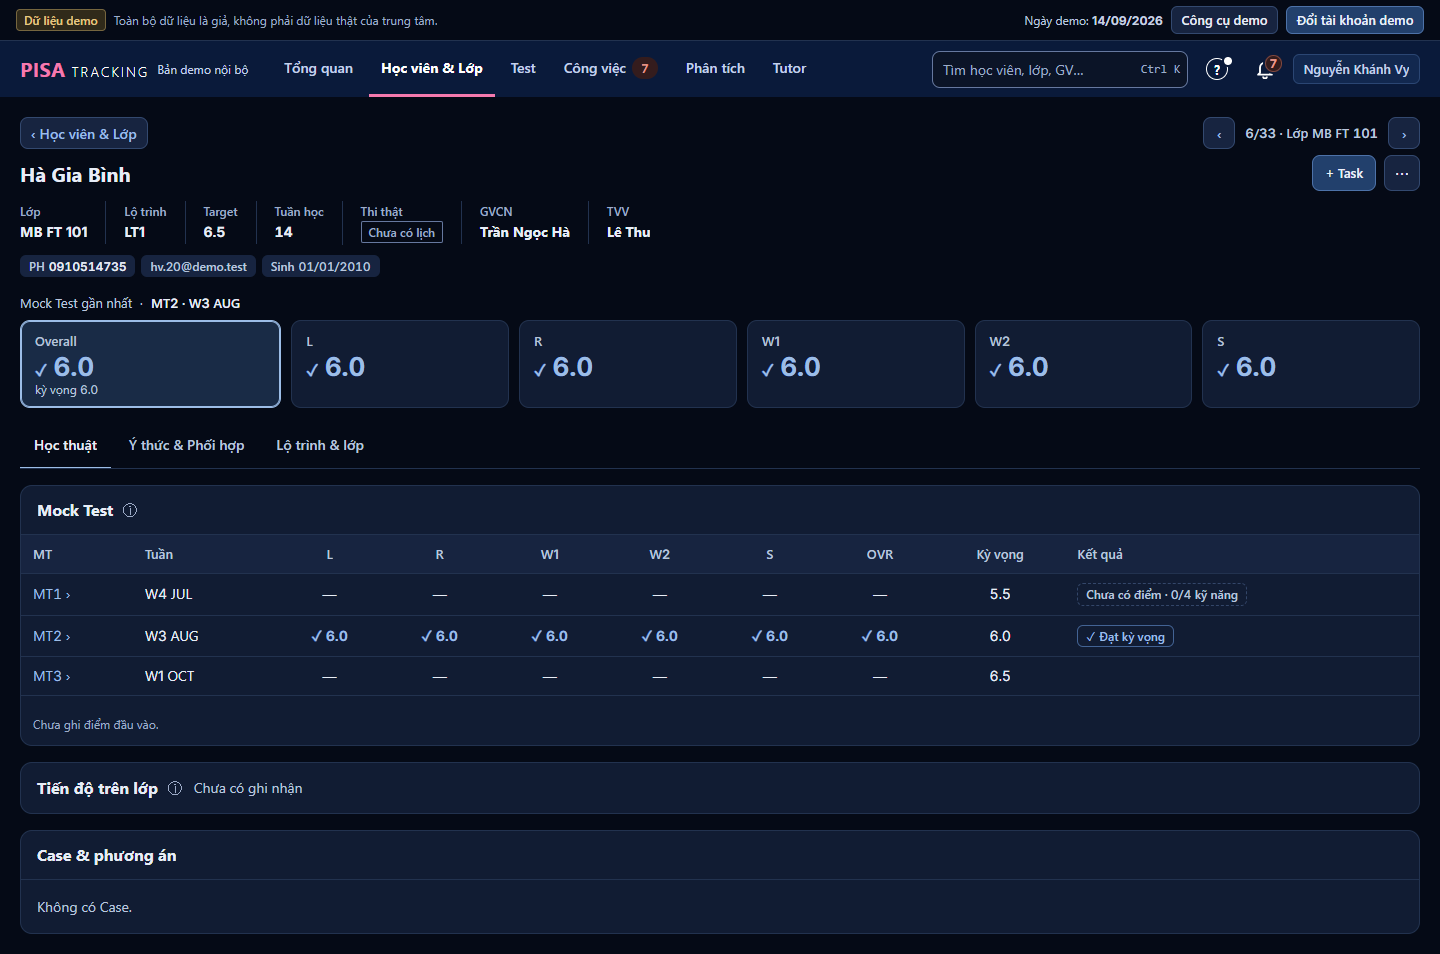 Dữ liệu demo Toàn bộ dữ liệu là giả, không phải dữ liệu thật của trung tâm. Ngày demo: 14/09/2026 Công cụ demo Đổi tài khoản demo
PISA TRACKING Bản demo nội bộ Tổng quan Học viên & Lớp Test Công việc 7 Phân tích Tutor Tìm học viên, lớp, GV... Ctrl K ? 7 Nguyễn Khánh Vy
‹ Học viên & Lớp ‹ 6/33 · Lớp MB FT 101 ›
Hà Gia Bình + Task ···
Lớp Lộ trình Target Tuần học Thi thật GVCN TVV
MB FT 101 LT1 6.5 14 Chưa có lịch Trần Ngọc Hà Lê Thu
PH 0910514735 hv.20@demo.test Sinh 01/01/2010
Mock Test gần nhất · MT2 · W3 AUG
Overall L R W1 W2 S
✓ 6.0 ✓ 6.0 ✓ 6.0 ✓ 6.0 ✓ 6.0 ✓ 6.0
kỳ vọng 6.0
Học thuật Ý thức & Phối hợp Lộ trình & lớp
Mock Test ⓘ
MT Tuần L R W1 W2 S OVR Kỳ vọng Kết quả
MT1 › W4 JUL — — — — — — 5.5 Chưa có điểm · 0/4 kỹ năng
MT2 › W3 AUG ✓ 6.0 ✓ 6.0 ✓ 6.0 ✓ 6.0 ✓ 6.0 ✓ 6.0 6.0 ✓ Đạt kỳ vọng
MT3 › W1 OCT — — — — — — 6.5
Chưa ghi điểm đầu vào.
Tiến độ trên lớp ⓘ Chưa có ghi nhận
Case & phương án
Không có Case.